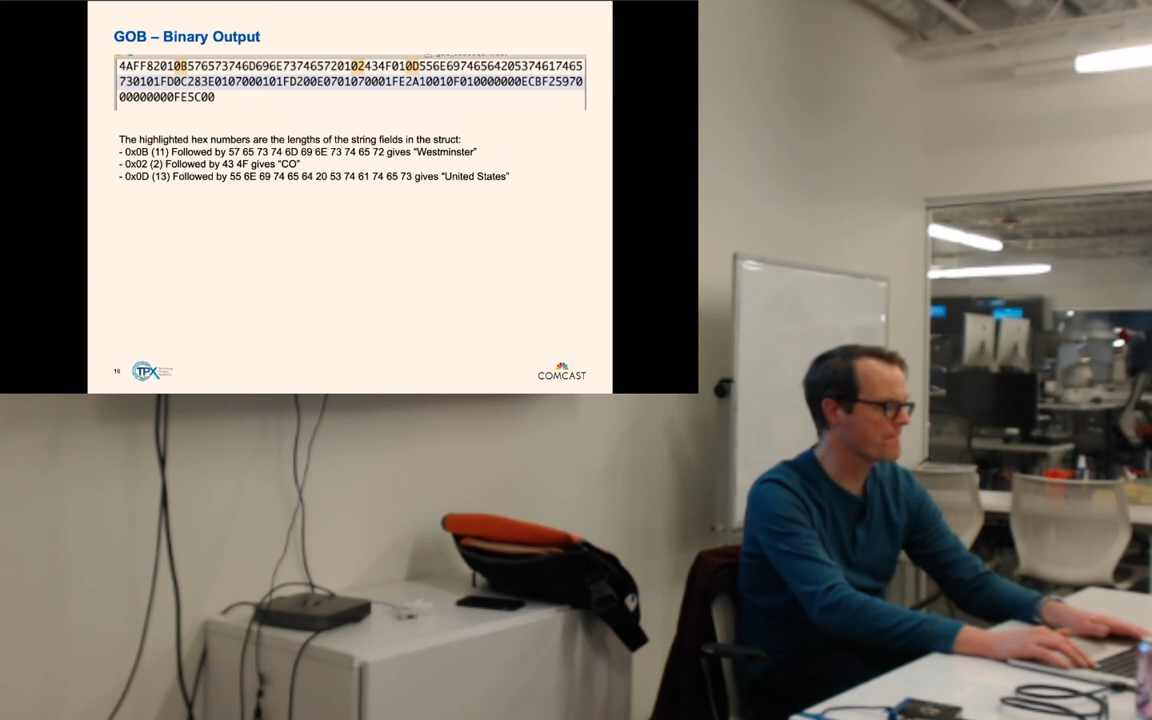 GOB – Binary Output
4AFF82010B576573746D696E737465720102434F010D556E6974656420537461746573
730101FD0C283E0107000101FD200E0701070001FE2A10010F010000000ECBF25970
00000000FE5C00
The highlighted hex numbers are the lengths of the string fields in the struct:
- 0x0B (11) Followed by 57 65 73 74 6D 69 6E 73 74 65 72 gives “Westminster”
- 0x02 (2) Followed by 43 4F gives “CO”
- 0x0D (13) Followed by 55 6E 69 74 65 64 20 53 74 61 74 65 73 gives “United States”
16
TPX
COMCAST